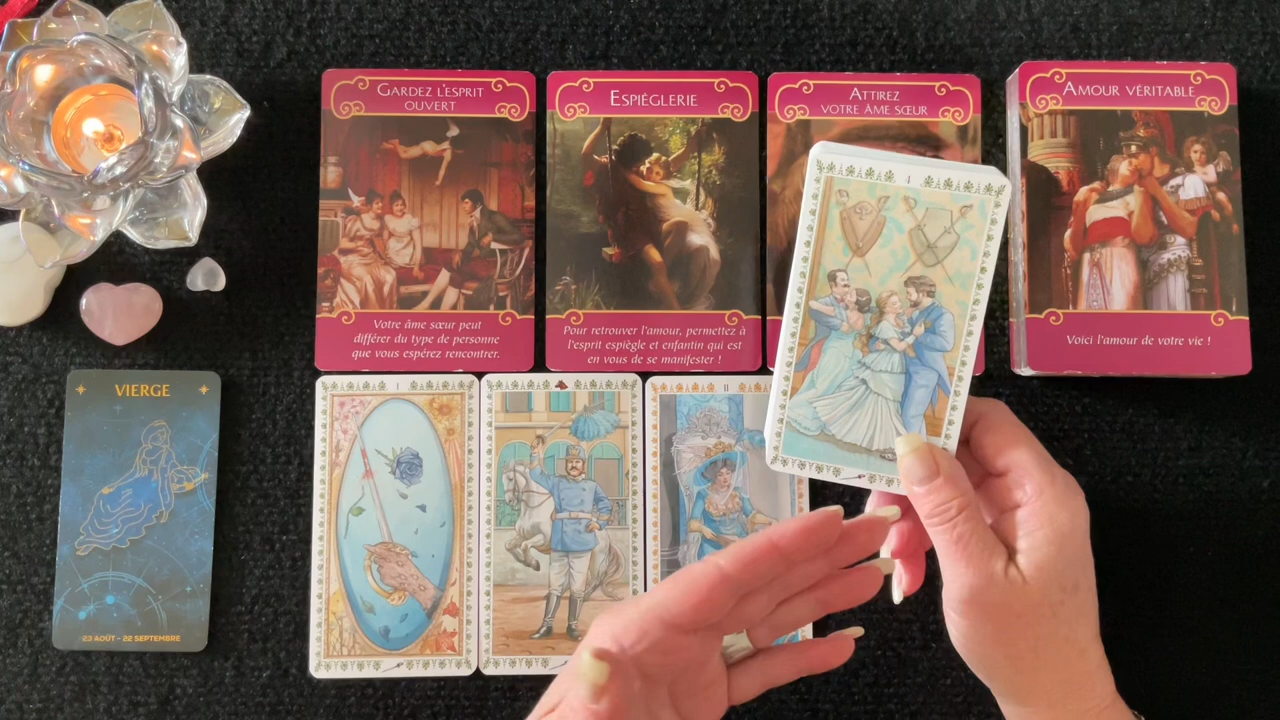 GARDEZ L'ESPRIT
OUVERT
Votre âme sœur peut
différer du type de personne
que vous espérez rencontrer.
ESPIÈGLERIE
Pour retrouver l'amour, permettez à
l'esprit espiègle et enfantin qui est
en vous de se manifester !
ATTIREZ
VOTRE ÂME SŒUR
AMOUR VÉRITABLE
Voici l'amour de votre vie !
I
VIERGE
23 AOÛT - 22 SEPTEMBRE
I
II